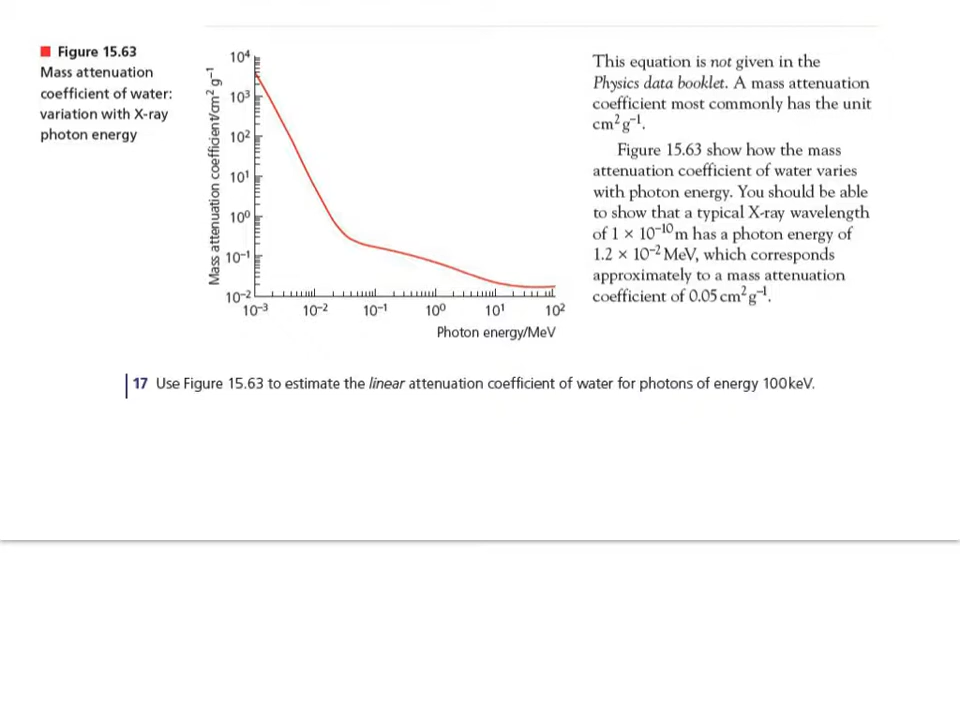 Figure 15.63
Mass attenuation
coefficient of water:
variation with X-ray
photon energy
Mass attenuation coefficient/cm² g⁻¹
10⁴
10³
10²
10¹
10⁰
10⁻¹
10⁻²
10⁻³ 10⁻² 10⁻¹ 10⁰ 10¹ 10²
Photon energy/MeV
This equation is not given in the
Physics data booklet. A mass attenuation
coefficient most commonly has the unit
cm²g⁻¹.
Figure 15.63 show how the mass
attenuation coefficient of water varies
with photon energy. You should be able
to show that a typical X-ray wavelength
of 1 × 10⁻¹⁰m has a photon energy of
1.2 × 10⁻² MeV, which corresponds
approximately to a mass attenuation
coefficient of 0.05 cm²g⁻¹.
17 Use Figure 15.63 to estimate the linear attenuation coefficient of water for photons of energy 100keV.